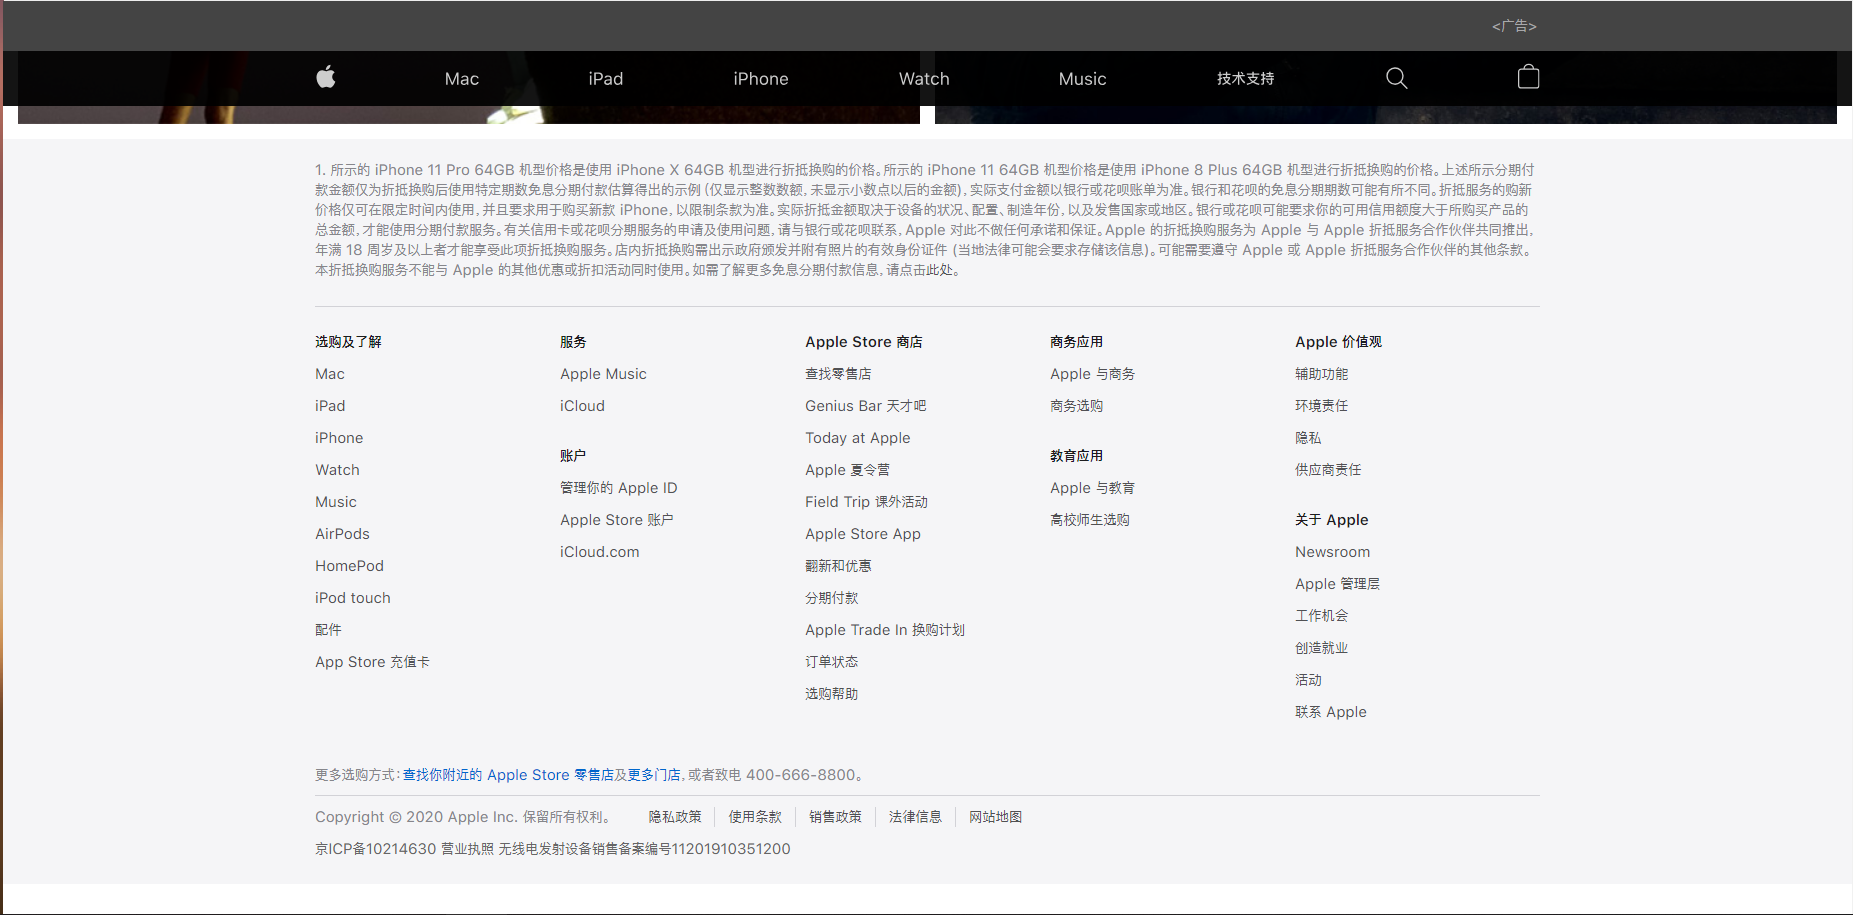 <广告>
Mac iPad iPhone Watch Music 技术支持
1. 所示的 iPhone 11 Pro 64GB 机型价格是使用 iPhone X 64GB 机型进行折抵换购的价格。所示的 iPhone 11 64GB 机型价格是使用 iPhone 8 Plus 64GB 机型进行折抵换购的价格。上述所示分期付
款金额仅为折抵换购后使用特定期数免息分期付款估算得出的示例 (仅显示整数数额, 未显示小数点以后的金额), 实际支付金额以银行或花呗账单为准。银行和花呗的免息分期期数可能有所不同。折抵服务的购新
价格仅可在限定时间内使用, 并且要求用于购买新款 iPhone, 以限制条款为准。实际折抵金额取决于设备的状况、配置、制造年份, 以及发售国家或地区。银行或花呗可能要求你的可用信用额度大于所购买产品的
总金额, 才能使用分期付款服务。有关信用卡或花呗分期服务的申请及使用问题, 请与银行或花呗联系, Apple 对此不做任何承诺和保证。Apple 的折抵换购服务为 Apple 与 Apple 折抵服务合作伙伴共同推出,
年满 18 周岁及以上者才能享受此项折抵换购服务。店内折抵换购需出示政府颁发并附有照片的有效身份证件 (当地法律可能会要求存储该信息)。可能需要遵守 Apple 或 Apple 折抵服务合作伙伴的其他条款。
本折抵换购服务不能与 Apple 的其他优惠或折扣活动同时使用。如需了解更多免息分期付款信息, 请点击此处。
选购及了解
Mac
iPad
iPhone
Watch
Music
AirPods
HomePod
iPod touch
配件
App Store 充值卡
服务
Apple Music
iCloud
账户
管理你的 Apple ID
Apple Store 账户
iCloud.com
Apple Store 商店
查找零售店
Genius Bar 天才吧
Today at Apple
Apple 夏令营
Field Trip 课外活动
Apple Store App
翻新和优惠
分期付款
Apple Trade In 换购计划
订单状态
选购帮助
商务应用
Apple 与商务
商务选购
教育应用
Apple 与教育
高校师生选购
Apple 价值观
辅助功能
环境责任
隐私
供应商责任
关于 Apple
Newsroom
Apple 管理层
工作机会
创造就业
活动
联系 Apple
更多选购方式: 查找你附近的 Apple Store 零售店及更多门店, 或者致电 400-666-8800。
Copyright © 2020 Apple Inc. 保留所有权利。 隐私政策 使用条款 销售政策 法律信息 网站地图
京ICP备10214630 营业执照 无线电发射设备销售备案编号11201910351200